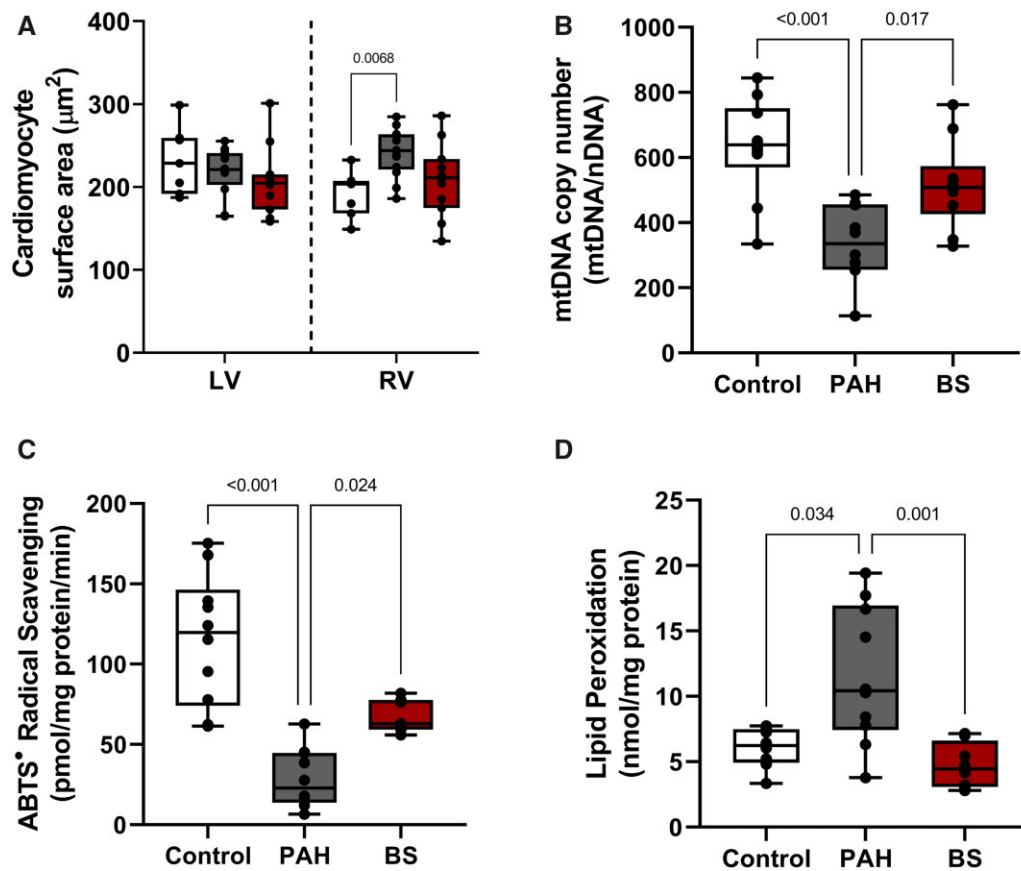 A
Cardiomyocyte
surface area (μm²)
400
300
200
100
0
0.0068
LV
RV
B
mtDNA copy number
(mtDNA/nDNA)
1000
800
600
400
200
0
<0.001
0.017
Control
PAH
BS
C
ABTS• Radical Scavenging
(pmol/mg protein/min)
200
150
100
50
0
<0.001
0.024
Control
PAH
BS
D
Lipid Peroxidation
(nmol/mg protein)
25
20
15
10
5
0
0.034
0.001
Control
PAH
BS